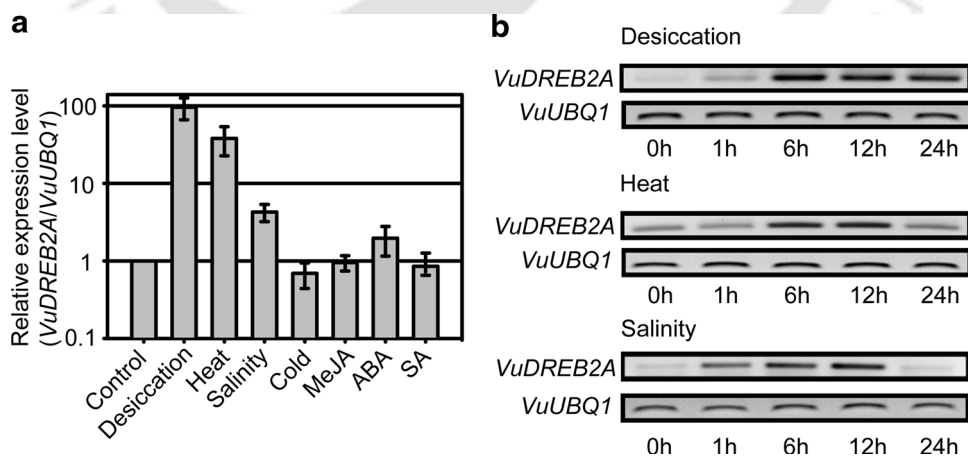 a
Relative expression level
(VuDREB2A/VuUBQ1)
100
10
1
0.1
Control
Desiccation
Heat
Salinity
Cold
MeJA
ABA
SA
b
Desiccation
VuDREB2A
VuUBQ1
0h 1h 6h 12h 24h
Heat
VuDREB2A
VuUBQ1
0h 1h 6h 12h 24h
Salinity
VuDREB2A
VuUBQ1
0h 1h 6h 12h 24h